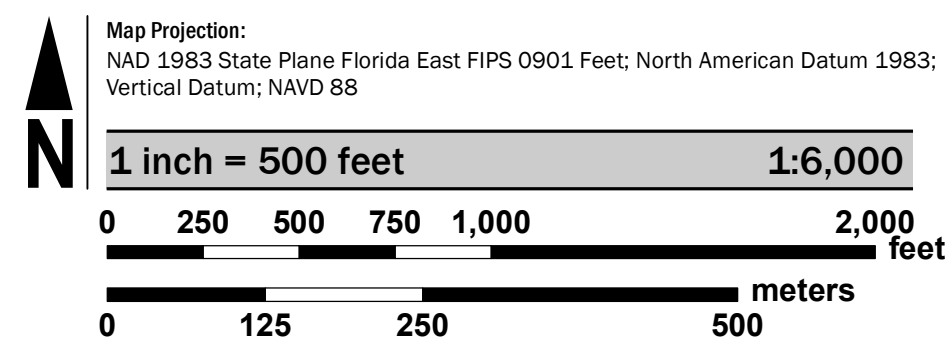 Map Projection:
NAD 1983 State Plane Florida East FIPS 0901 Feet; North American Datum 1983;
Vertical Datum; NAVD 88
N
1 inch = 500 feet 1:6,000
0 250 500 750 1,000 2,000
feet
meters
0 125 250 500